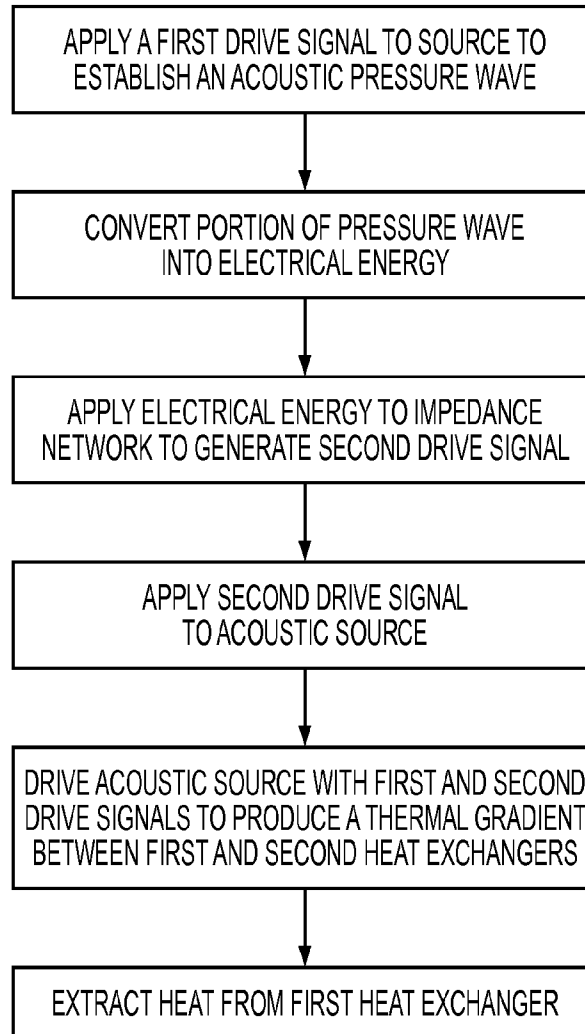 APPLY A FIRST DRIVE SIGNAL TO SOURCE TO
ESTABLISH AN ACOUSTIC PRESSURE WAVE
CONVERT PORTION OF PRESSURE WAVE
INTO ELECTRICAL ENERGY
APPLY ELECTRICAL ENERGY TO IMPEDANCE
NETWORK TO GENERATE SECOND DRIVE SIGNAL
APPLY SECOND DRIVE SIGNAL
TO ACOUSTIC SOURCE
DRIVE ACOUSTIC SOURCE WITH FIRST AND SECOND
DRIVE SIGNALS TO PRODUCE A THERMAL GRADIENT
BETWEEN FIRST AND SECOND HEAT EXCHANGERS
EXTRACT HEAT FROM FIRST HEAT EXCHANGER